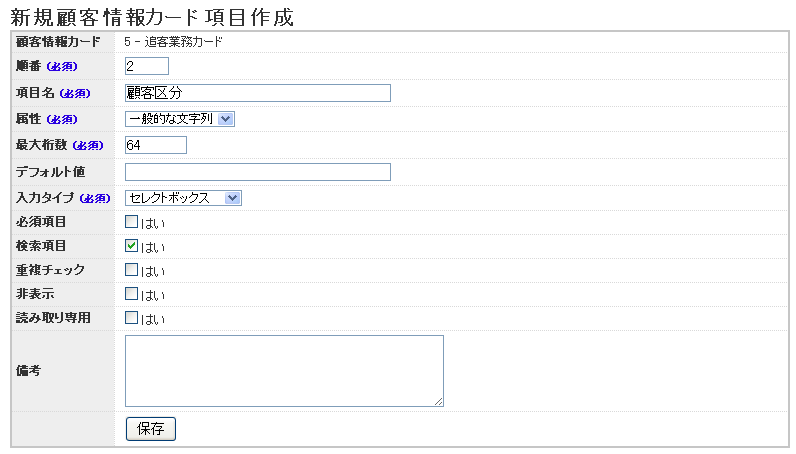 新規顧客情報カード項目作成
顧客情報カード 5 - 追客業務カード
順番 (必須) 2
項目名 (必須) 顧客区分
属性 (必須) 一般的な文字列
最大桁数 (必須) 64
デフォルト値
入力タイプ (必須) セレクトボックス
必須項目 はい
検索項目 はい
重複チェック はい
非表示 はい
読み取り専用 はい
備考
保存